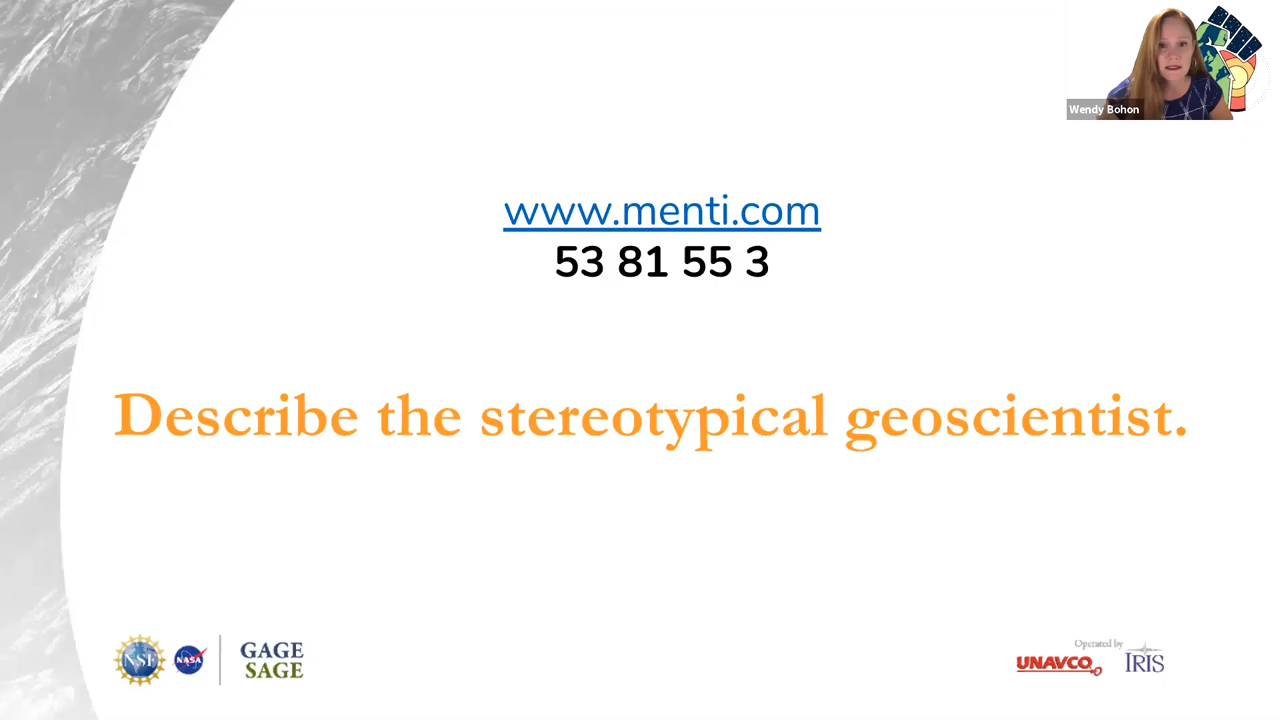 Wendy Bohon
www.menti.com
53 81 55 3
Describe the stereotypical geoscientist.
NSF
NASA
GAGE
SAGE
Operated by
UNAVCO
IRIS